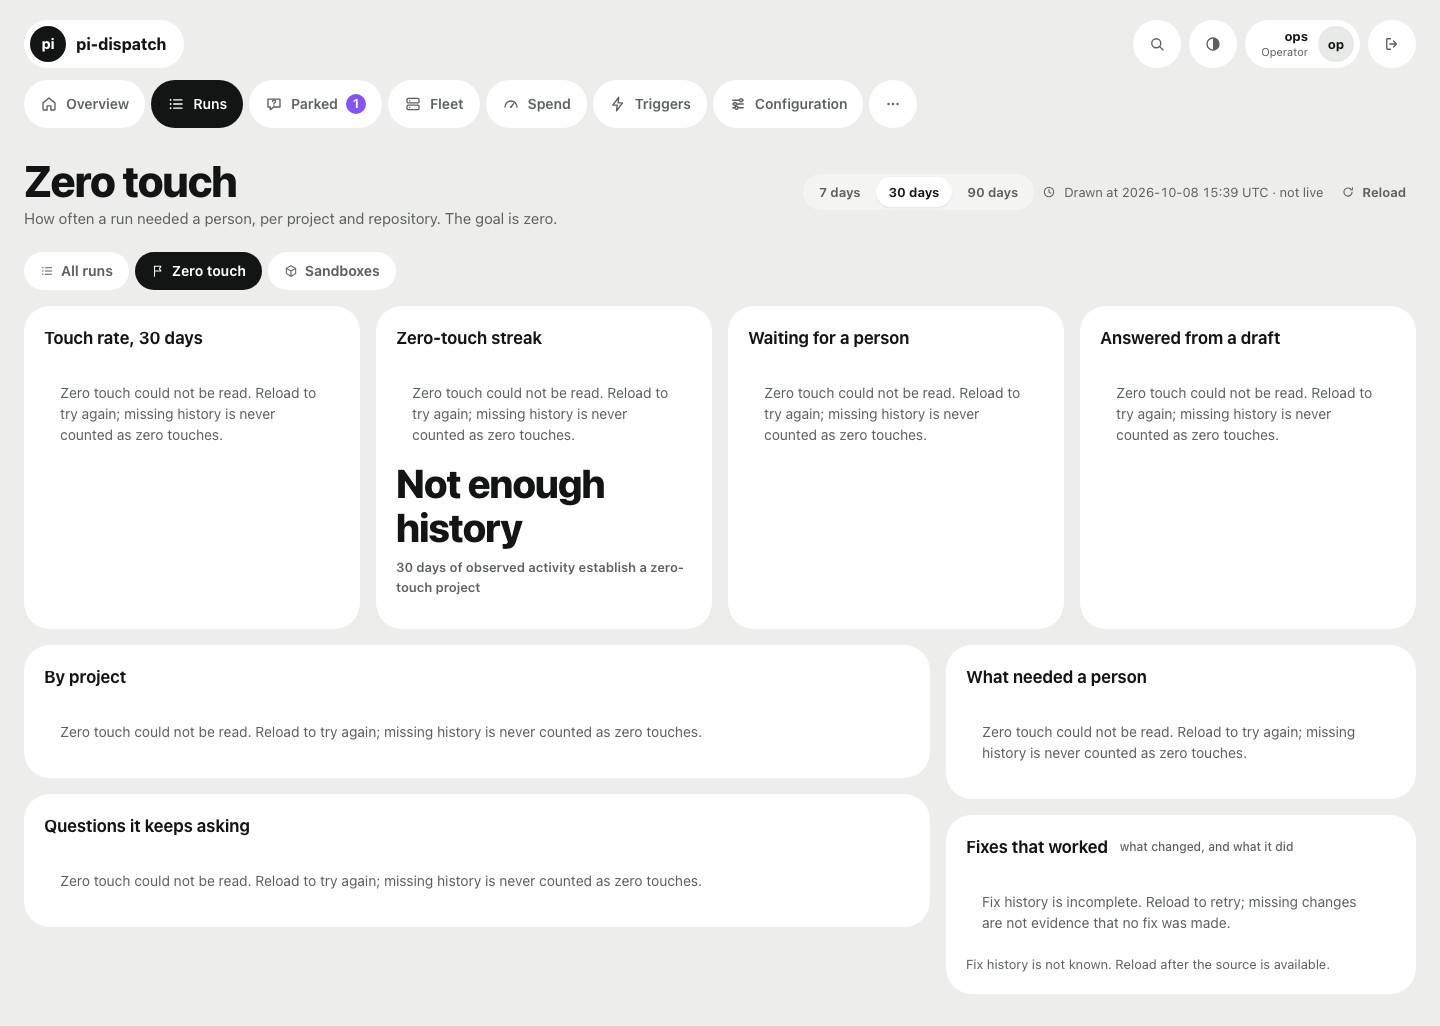 pi pi-dispatch
ops
Operator
op
Overview
Runs
Parked 1
Fleet
Spend
Triggers
Configuration
Zero touch
How often a run needed a person, per project and repository. The goal is zero.
7 days 30 days 90 days
Drawn at 2026-10-08 15:39 UTC · not live
Reload
All runs
Zero touch
Sandboxes
Touch rate, 30 days
Zero touch could not be read. Reload to
try again; missing history is never
counted as zero touches.
Zero-touch streak
Zero touch could not be read. Reload to
try again; missing history is never
counted as zero touches.
Not enough
history
30 days of observed activity establish a zero-
touch project
Waiting for a person
Zero touch could not be read. Reload to
try again; missing history is never
counted as zero touches.
Answered from a draft
Zero touch could not be read. Reload to
try again; missing history is never
counted as zero touches.
By project
Zero touch could not be read. Reload to try again; missing history is never counted as zero touches.
What needed a person
Zero touch could not be read. Reload to try again; missing
history is never counted as zero touches.
Questions it keeps asking
Zero touch could not be read. Reload to try again; missing history is never counted as zero touches.
Fixes that worked what changed, and what it did
Fix history is incomplete. Reload to retry; missing changes
are not evidence that no fix was made.
Fix history is not known. Reload after the source is available.